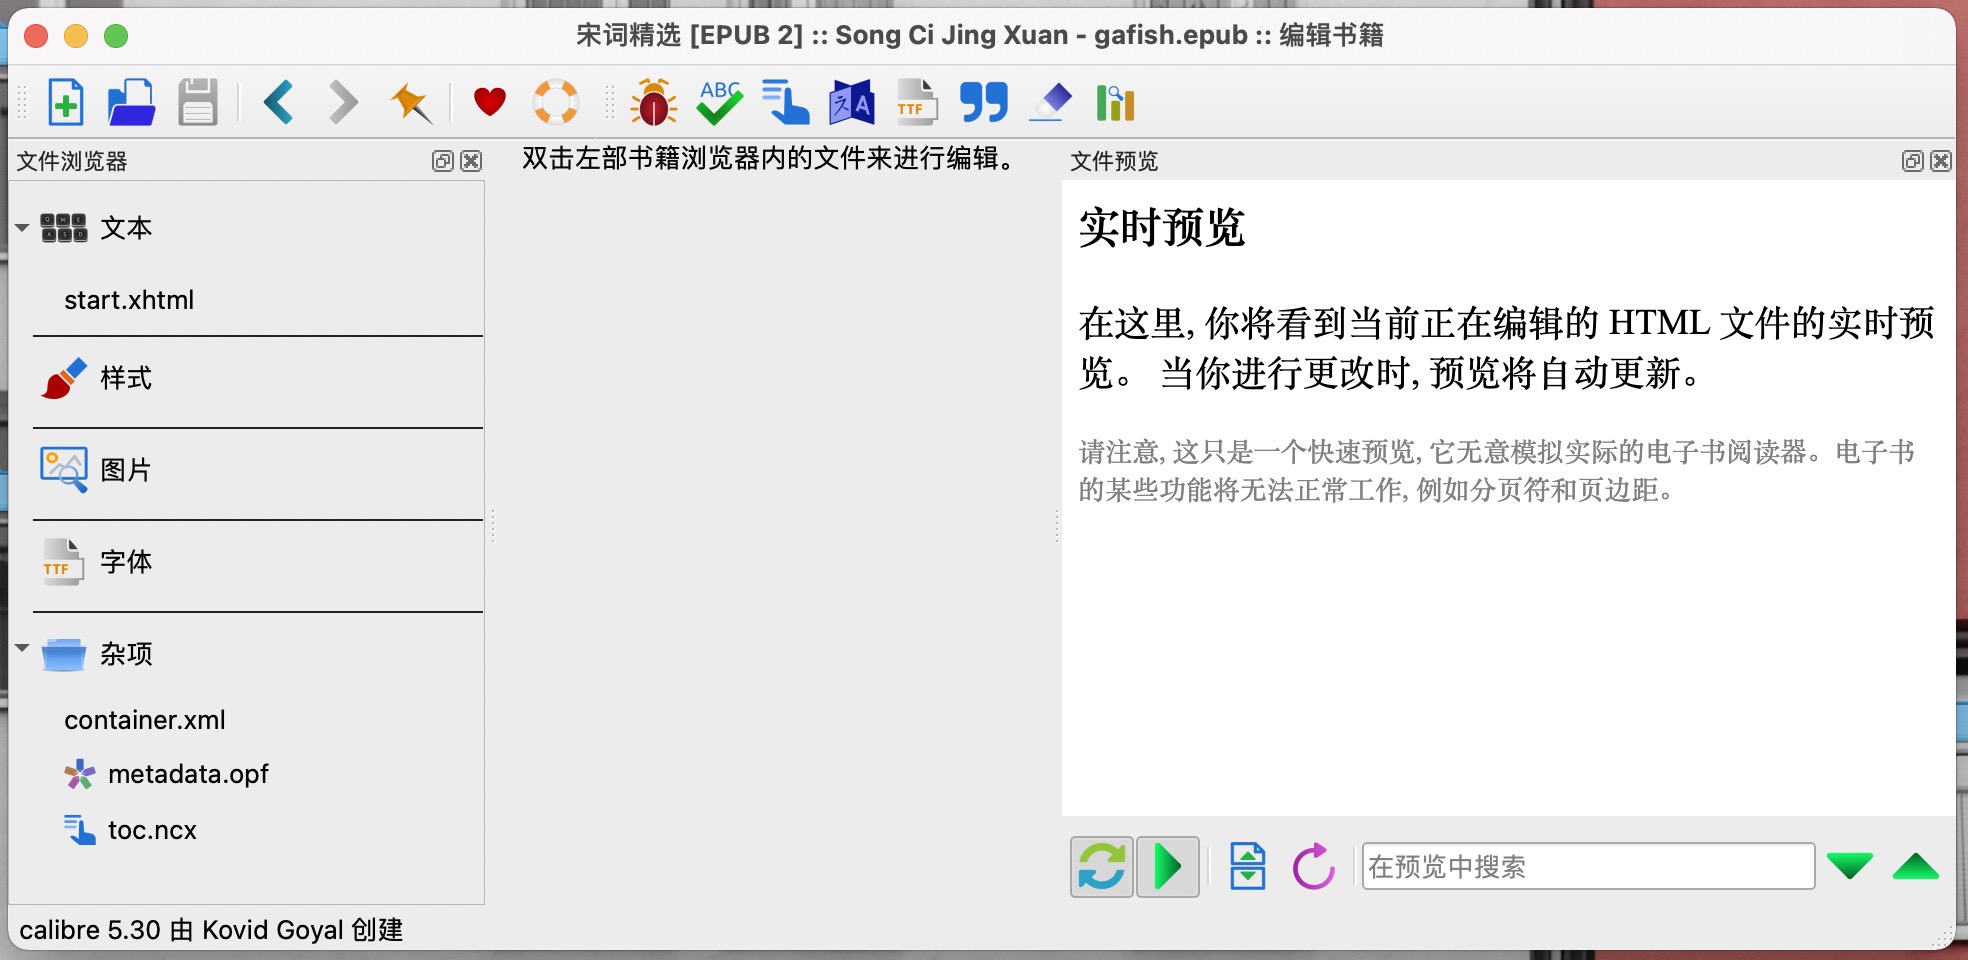 宋词精选 [EPUB 2] :: Song Ci Jing Xuan - gafish.epub :: 编辑书籍
ABC
文 A
TTF
文件浏览器
双击左部书籍浏览器内的文件来进行编辑。
文件预览
文本
start.xhtml
样式
图片
TTF
字体
杂项
container.xml
metadata.opf
toc.ncx
实时预览
在这里, 你将看到当前正在编辑的 HTML 文件的实时预
览。 当你进行更改时, 预览将自动更新。
请注意, 这只是一个快速预览, 它无意模拟实际的电子书阅读器。电子书
的某些功能将无法正常工作, 例如分页符和页边距。
在预览中搜索
calibre 5.30 由 Kovid Goyal 创建